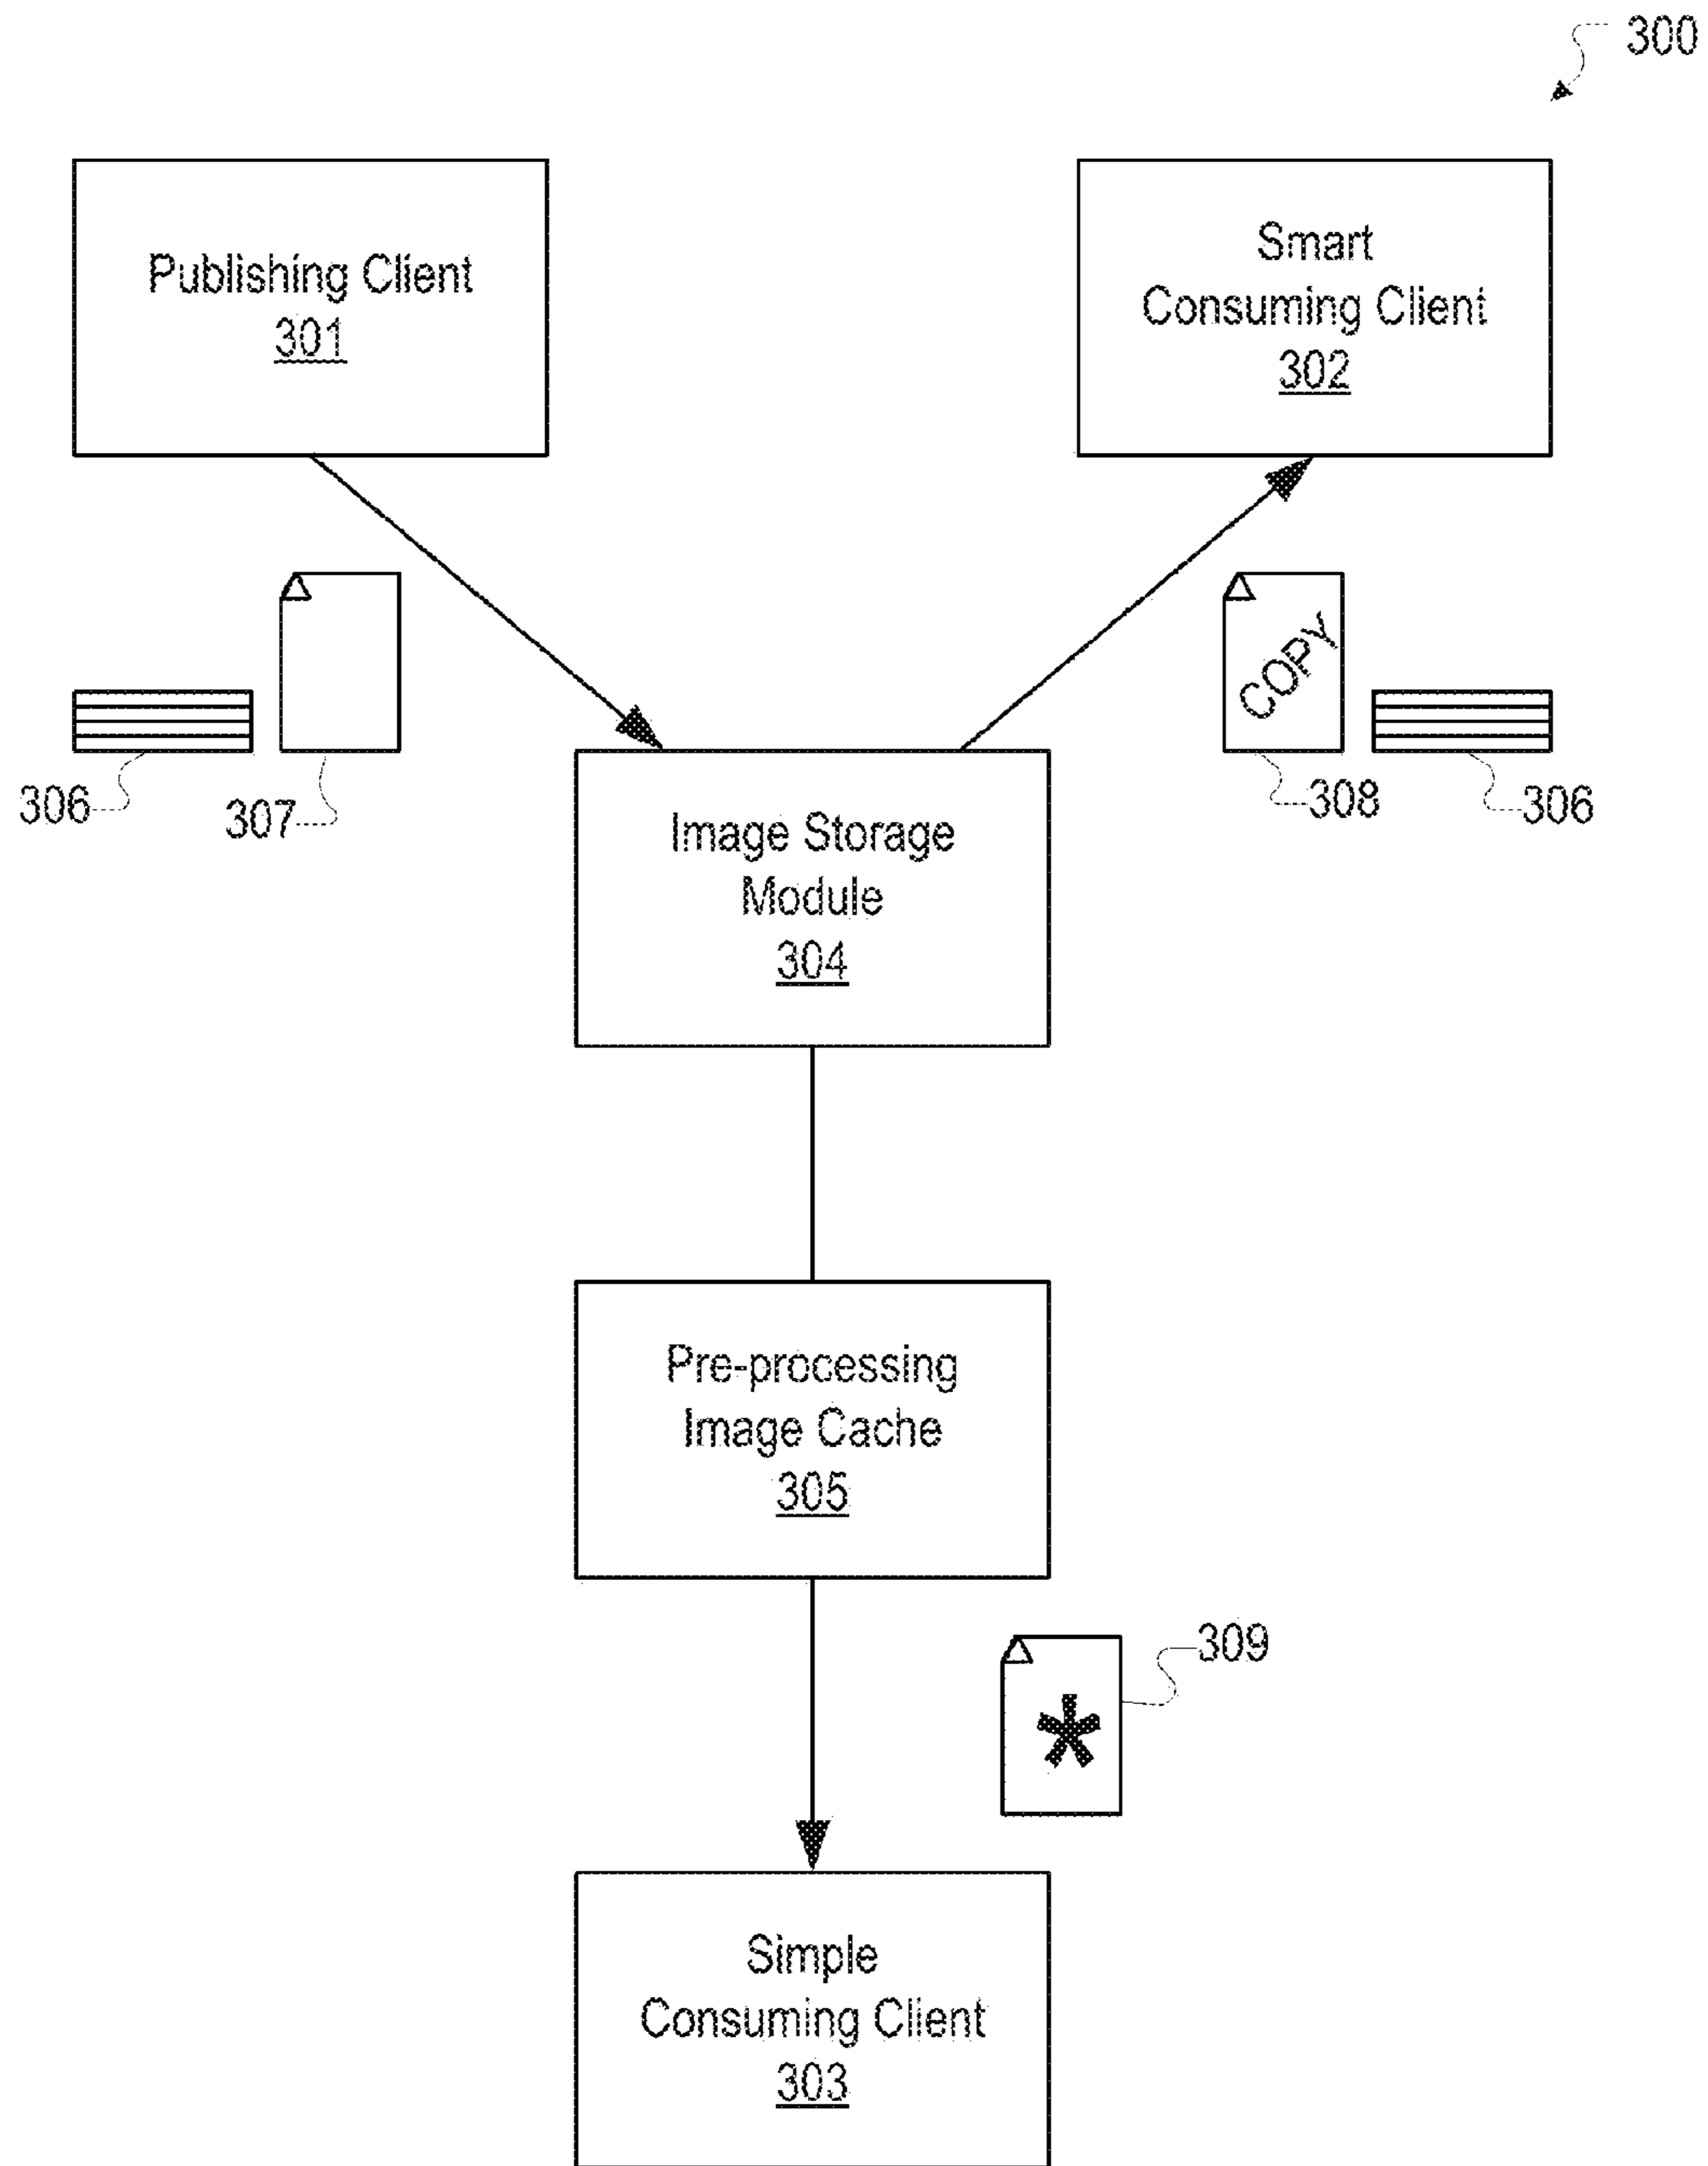 300
Publishing Client
301
Smart
Consuming Client
302
306
307
COPY
308
306
Image Storage
Module
304
Pre-processing
Image Cache
305
309
*
Simple
Consuming Client
303